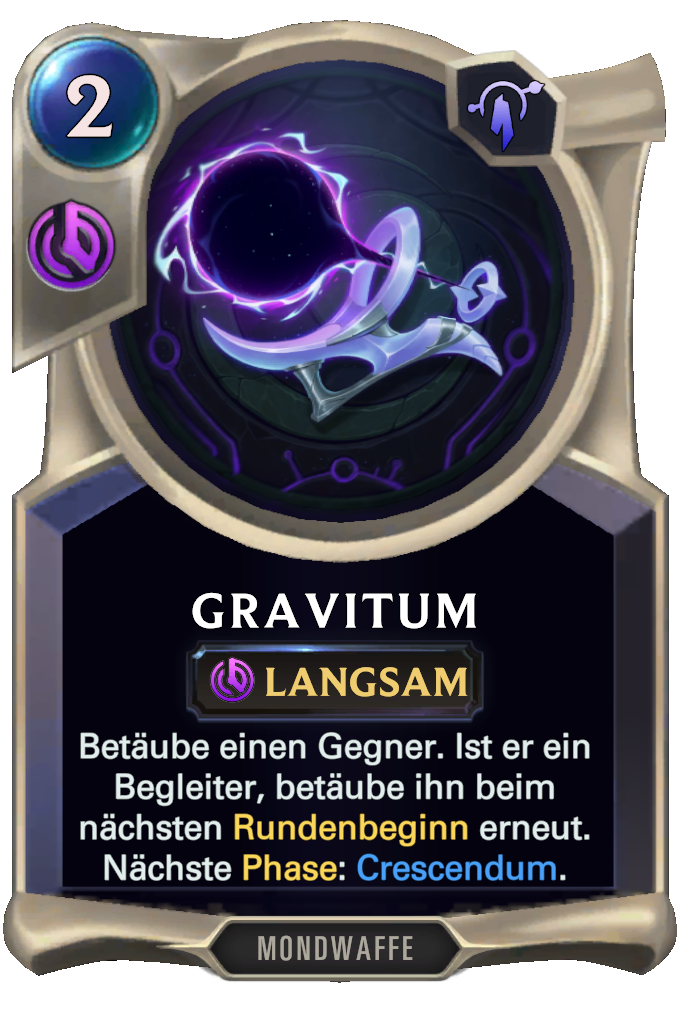 2
GRAVITUM
LANGSAM
Betäube einen Gegner. Ist er ein
Begleiter, betäube ihn beim
nächsten Rundenbeginn erneut.
Nächste Phase: Crescendum.
MONDWAFFE